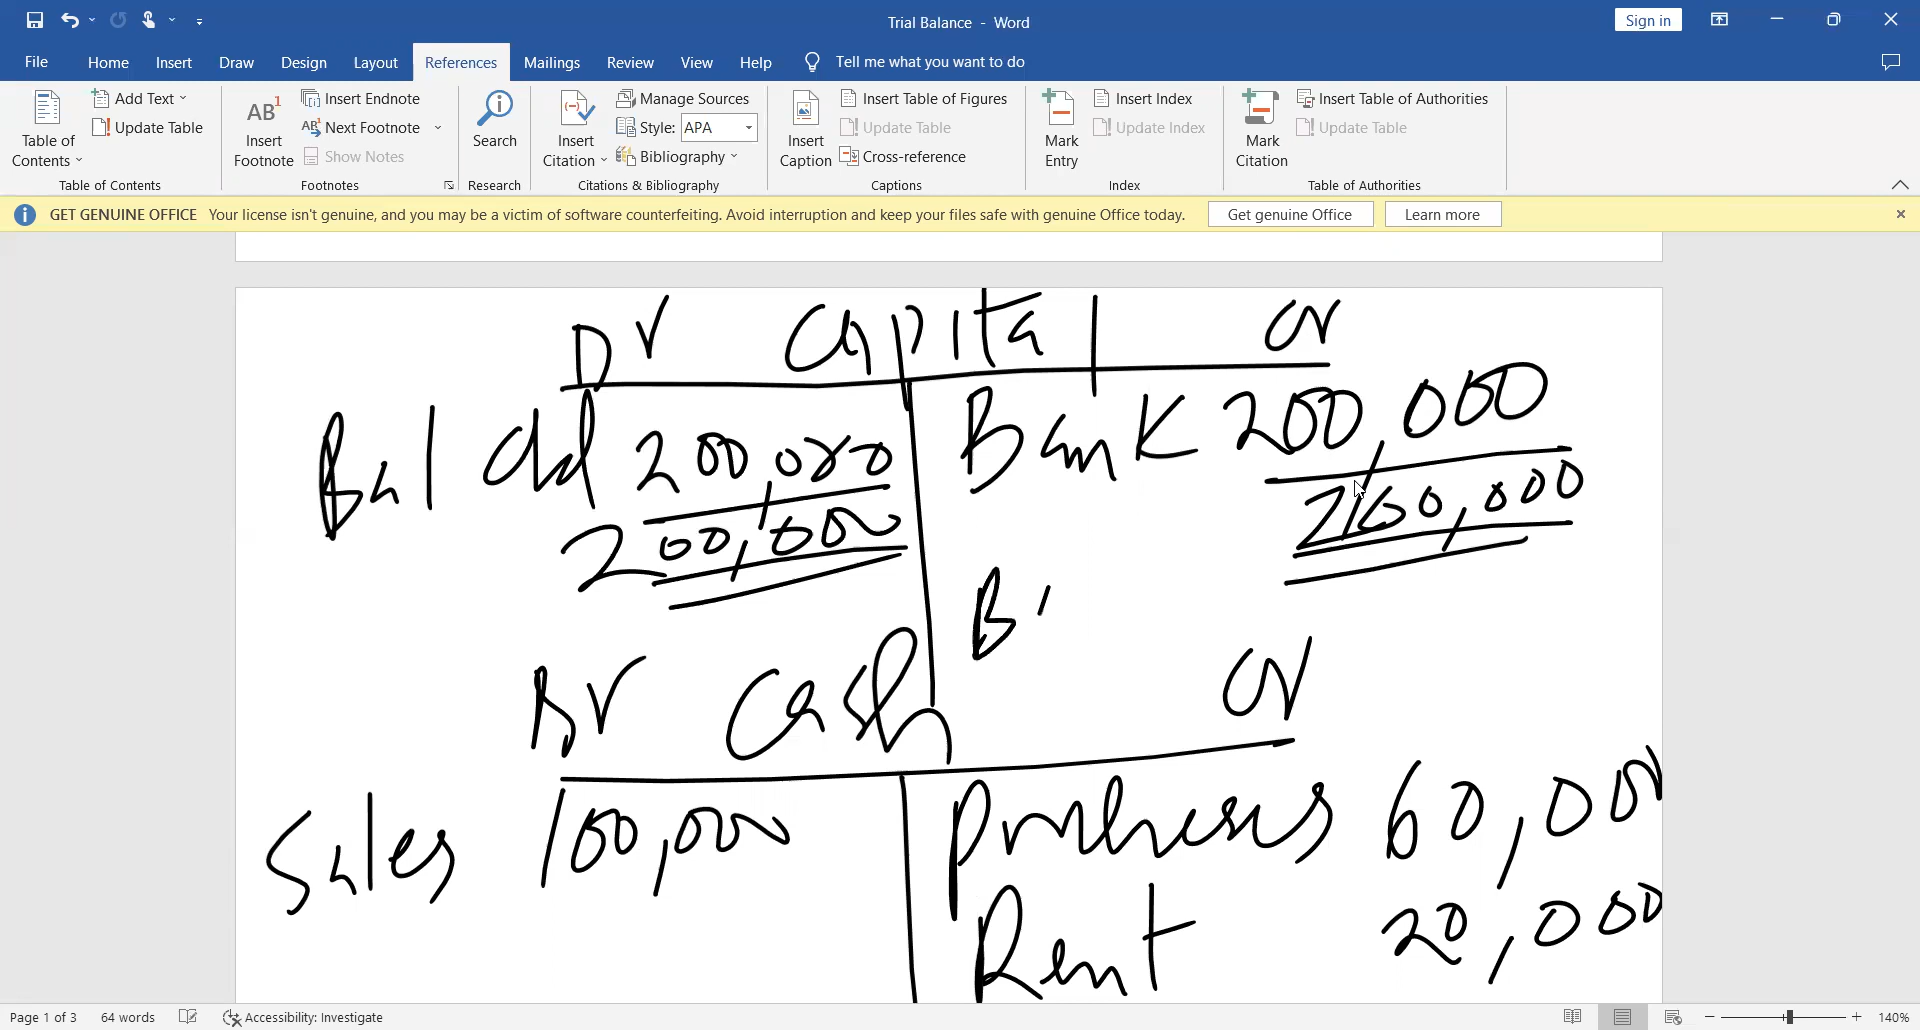 Trial Balance - Word
Sign in
File Home Insert Draw Design Layout References Mailings Review View Help Tell me what you want to do
Table of Contents
Add Text
Update Table
Table of Contents
AB1 Insert Footnote
Insert Endnote
AB1 Next Footnote
Show Notes
Footnotes
Search
Research
Insert Citation
Manage Sources
Style: APA
Bibliography
Citations & Bibliography
Insert Caption
Insert Table of Figures
Update Table
Cross-reference
Captions
Mark Entry
Insert Index
Update Index
Index
Mark Citation
Insert Table of Authorities
Update Table
Table of Authorities
GET GENUINE OFFICE Your license isn't genuine, and you may be a victim of software counterfeiting. Avoid interruption and keep your files safe with genuine Office today. Get genuine Office Learn more
Dr Capital Cr
Bal 200,000 Bank 200,000
200,000 200,000
B
Dr Cash Cr
Sales 100,000 60,000
Rent 20,000
Page 1 of 3 64 words Accessibility: Investigate 140%